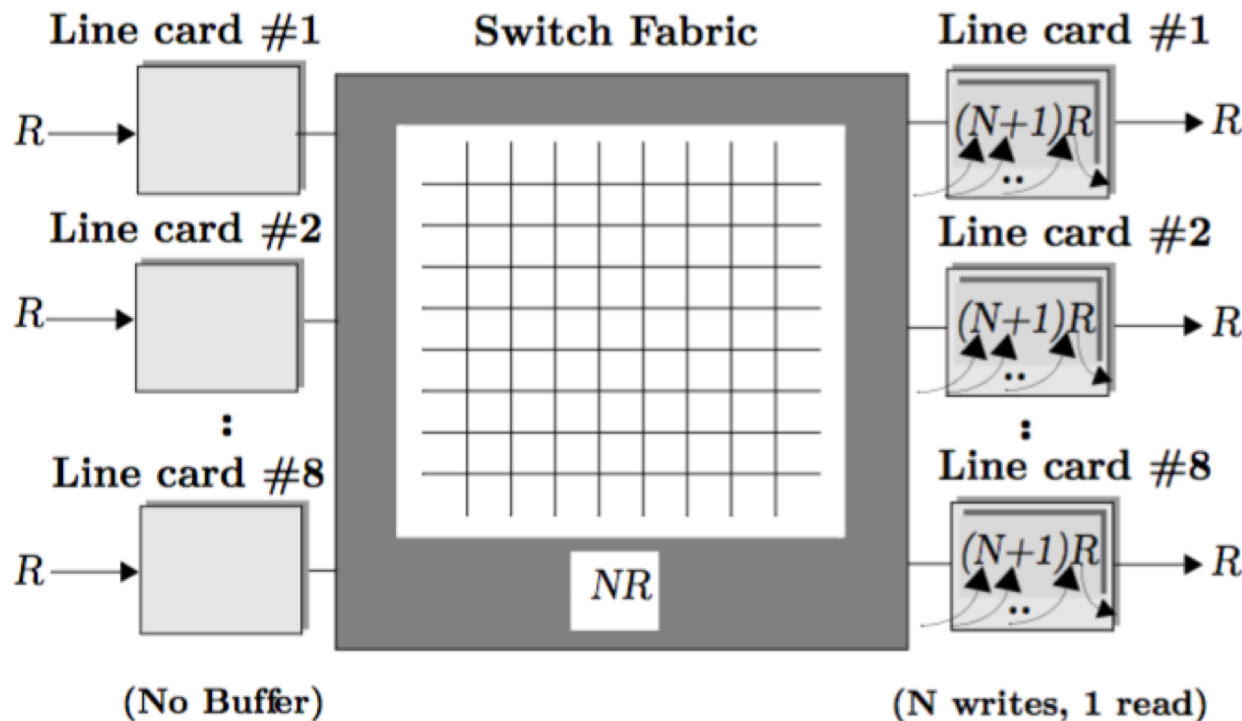 Line card #1 Switch Fabric Line card #1
R (N+1)R R
Line card #2 Line card #2
R (N+1)R R
:
:
Line card #8 Line card #8
R (N+1)R R
NR
(No Buffer) (N writes, 1 read)